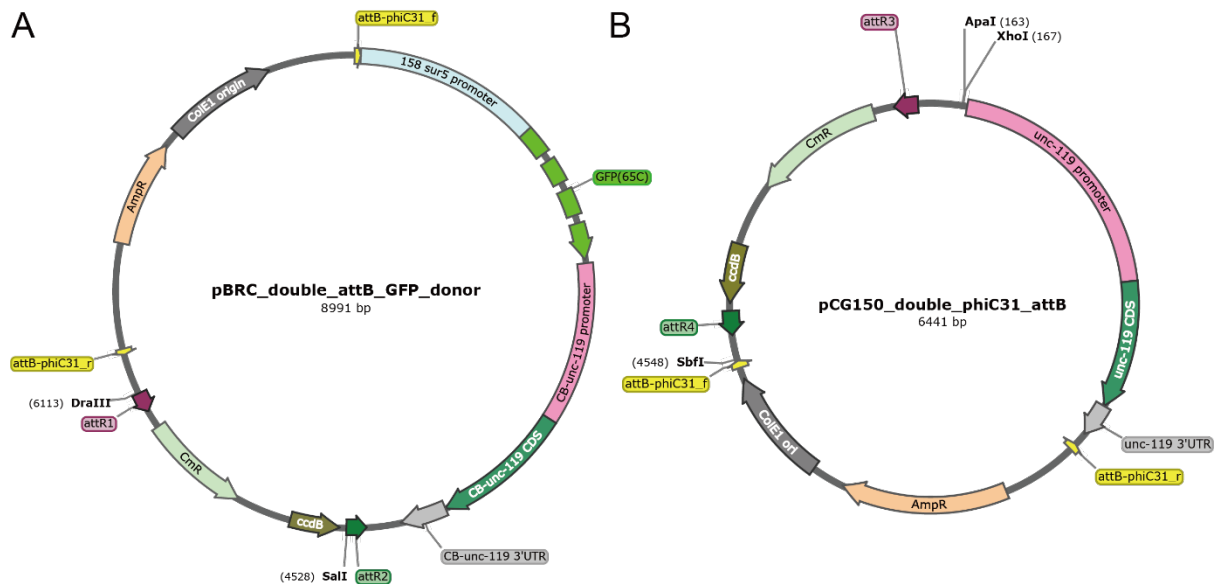 A
attB-phiC31_f
158 sur5 promoter
ColE1 origin
AmpR
GFP(65C)
pBRC_double_attB_GFP_donor
8991 bp
CB-unc-119 promoter
attB-phiC31_r
(6113) DraIII
attR1
CmR
CB-unc-119 CDS
ccdB
CB-unc-119 3'UTR
(4528) SalI
attR2
B
attR3
ApaI (163)
XhoI (167)
CmR
unc-119 promoter
ccdB
pCG150_double_phiC31_attB
6441 bp
attR4
unc-119 CDS
(4548) SbfI
attB-phiC31_f
ColE1 ori
unc-119 3'UTR
attB-phiC31_r
AmpR